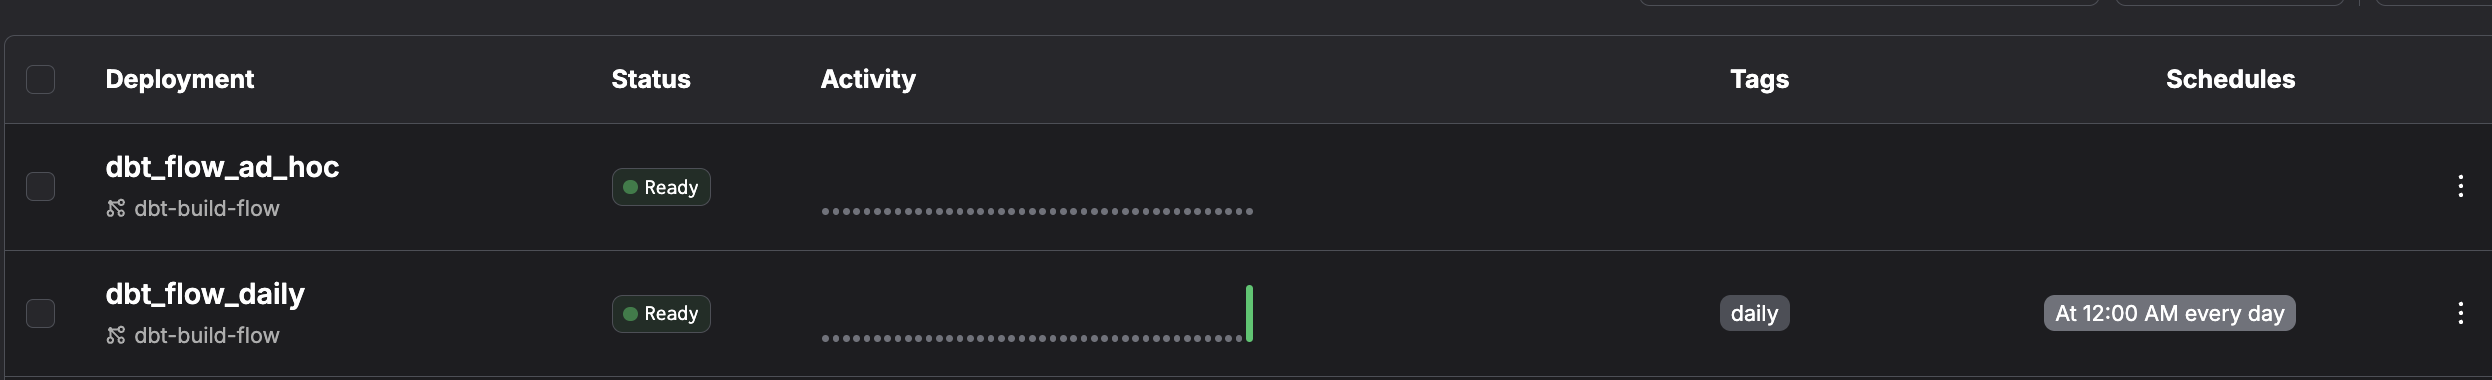 Deployment Status Activity Tags Schedules
dbt_flow_ad_hoc
Ready
dbt-build-flow
dbt_flow_daily
Ready daily At 12:00 AM every day
dbt-build-flow